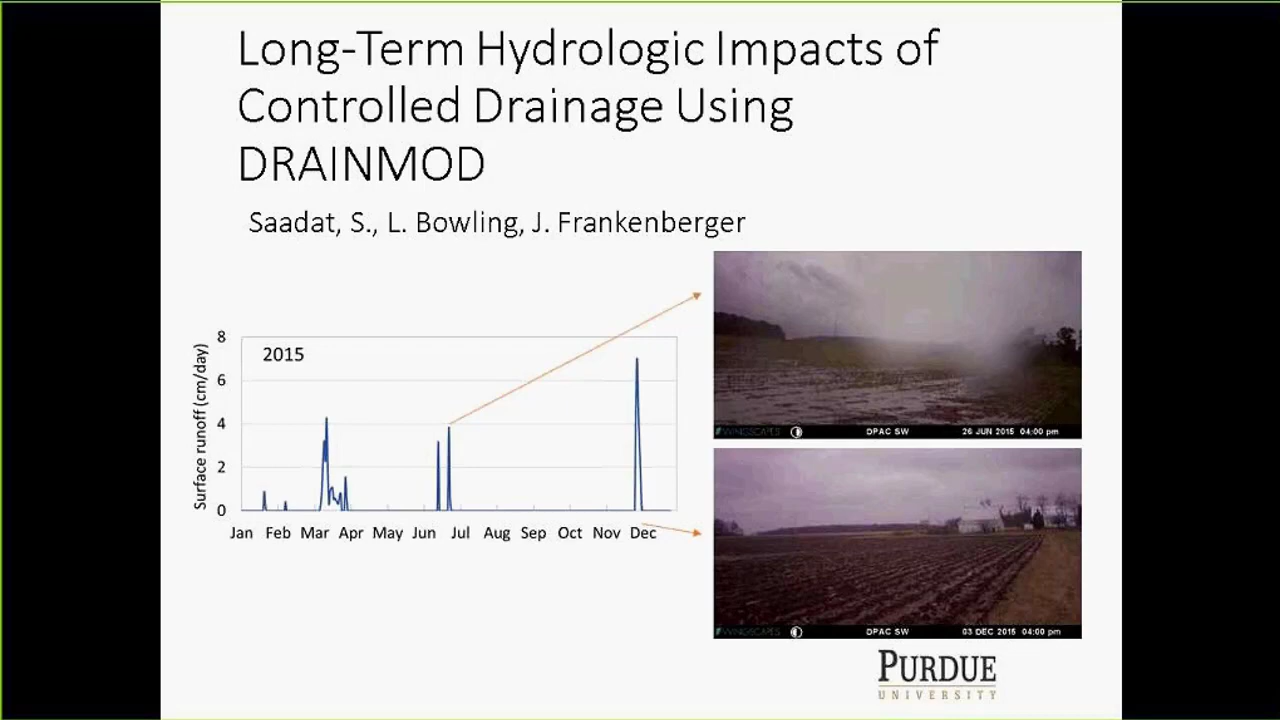 Long-Term Hydrologic Impacts of
Controlled Drainage Using
DRAINMOD
Saadat, S., L. Bowling, J. Frankenberger
Surface runoff (cm/day)
8
6
4
2
0
2015
Jan Feb Mar Apr May Jun Jul Aug Sep Oct Nov Dec
WINGSCAPES DPAC SW 26 JUN 2015 04:00 pm
WINGSCAPES DPAC SW 03 DEC 2015 04:00 pm
PURDUE
UNIVERSITY